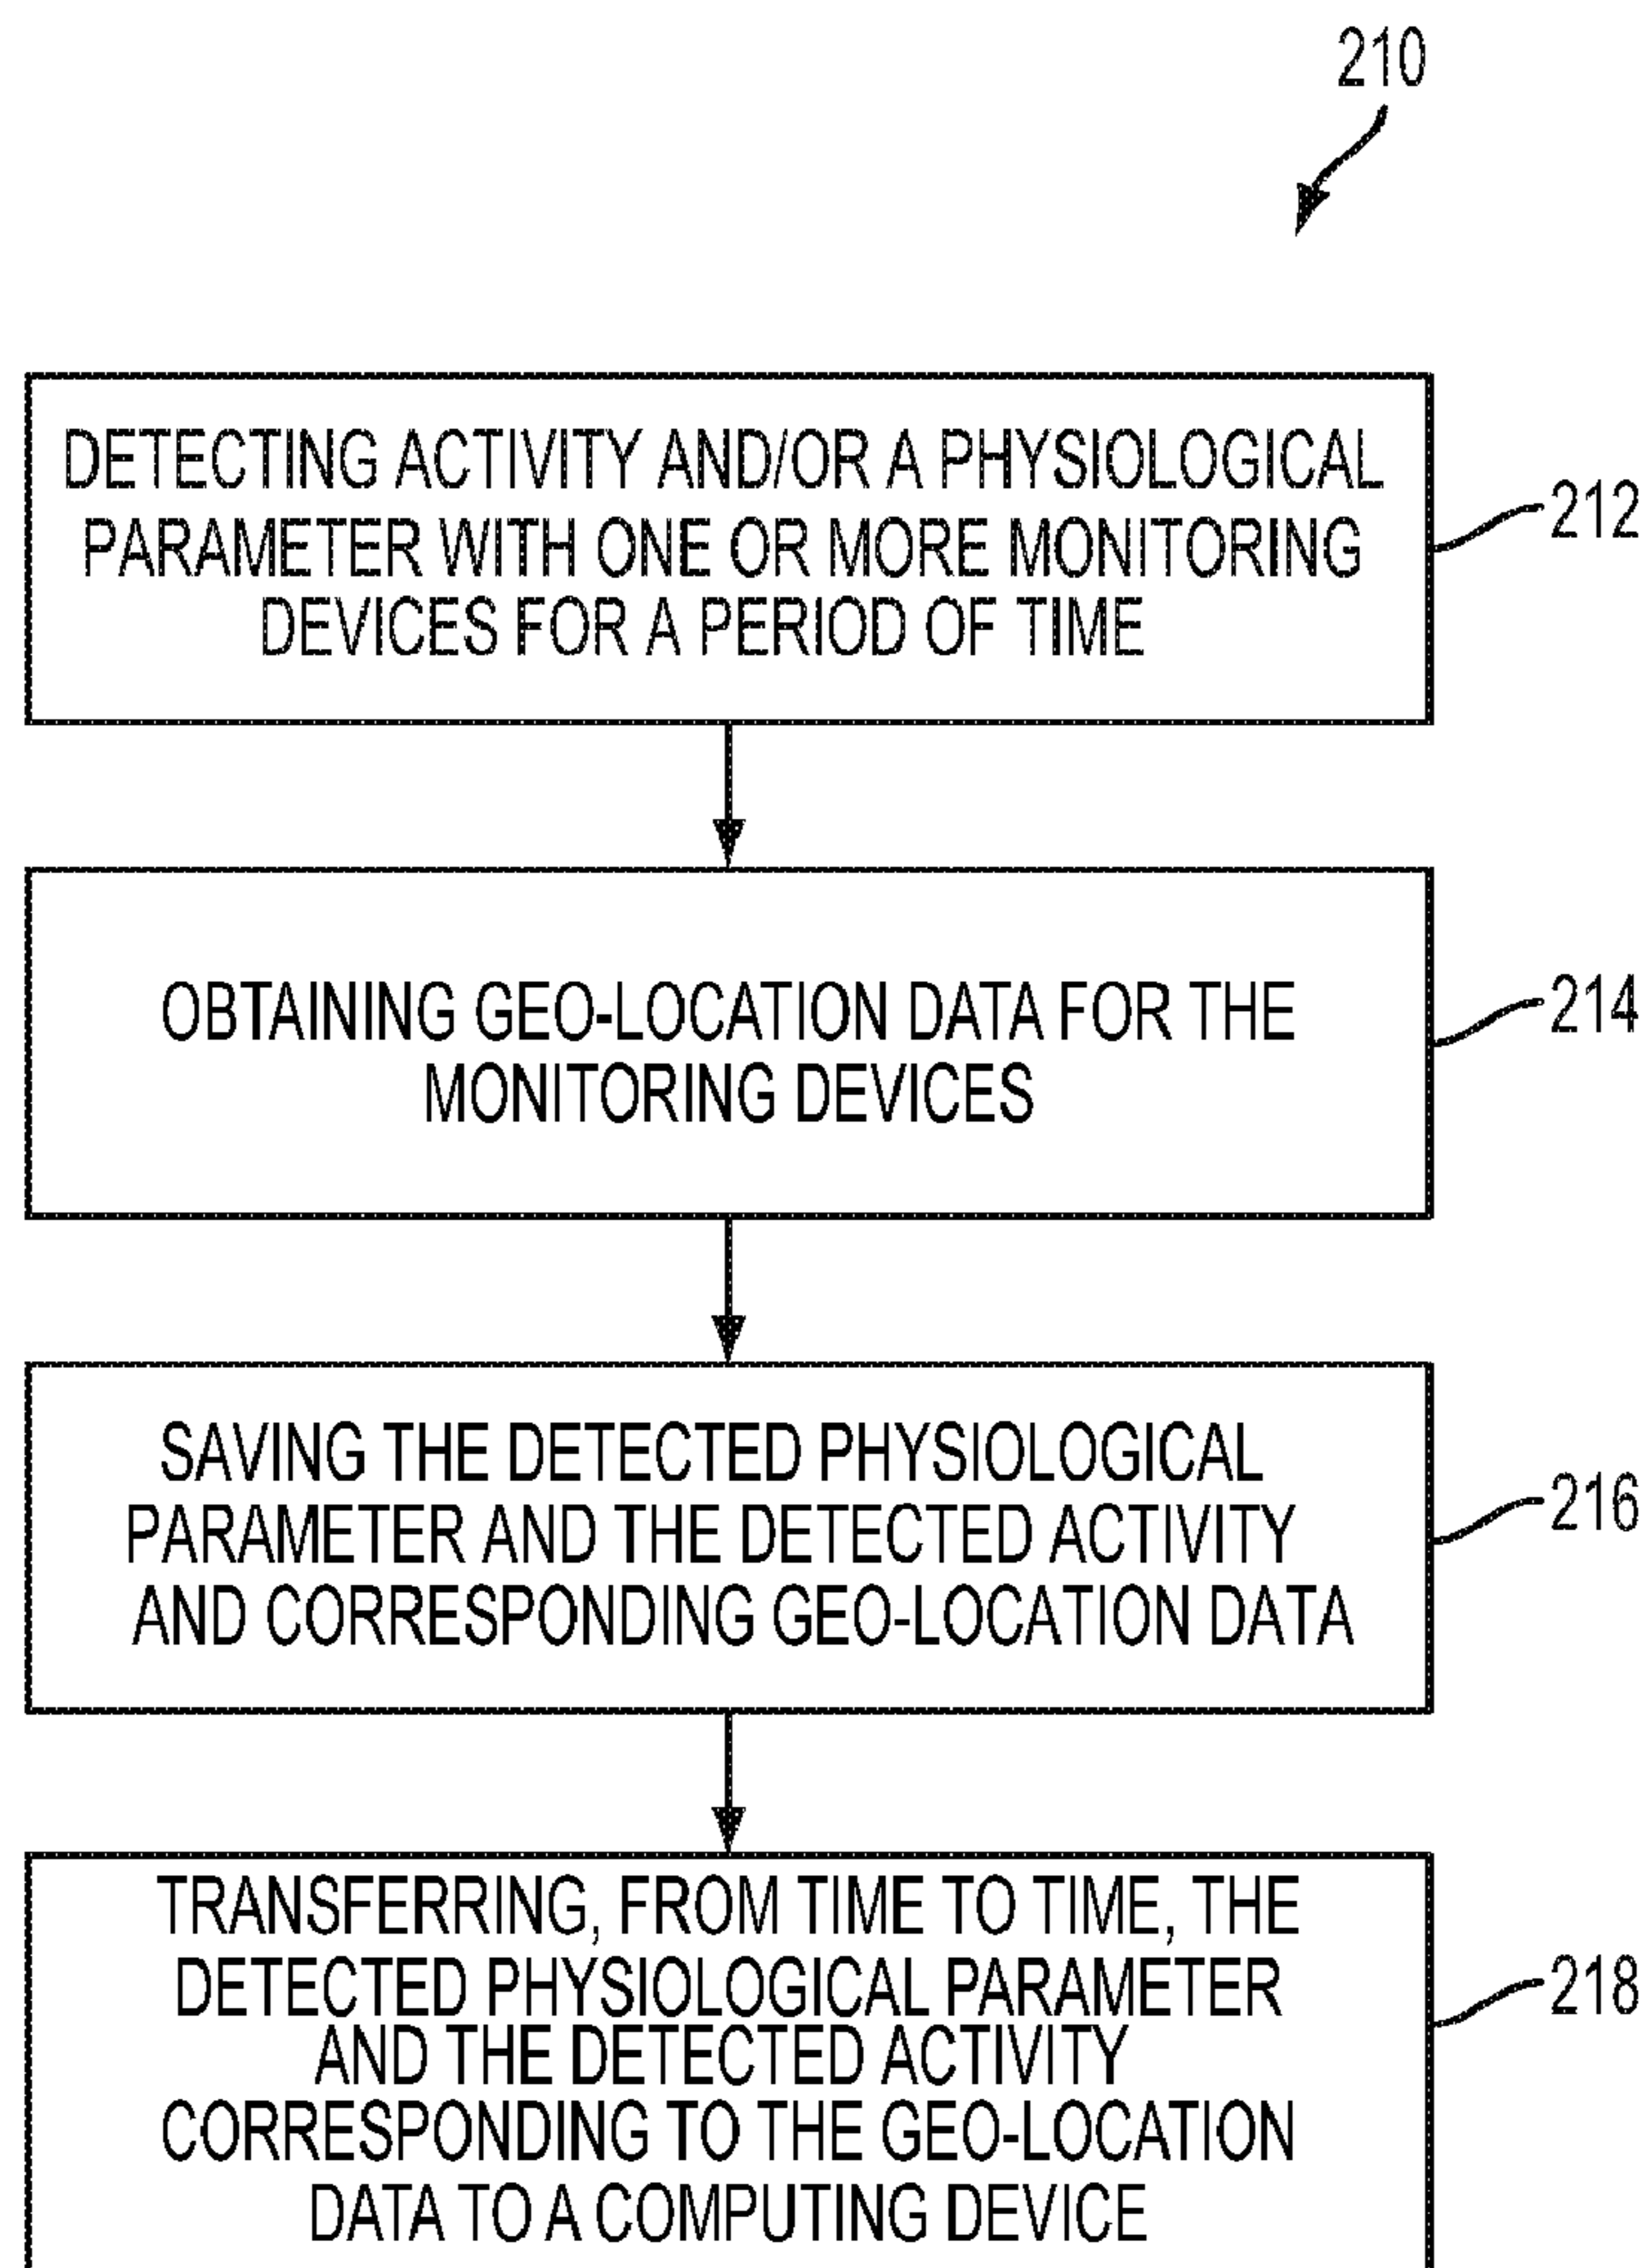 210
DETECTING ACTIVITY AND/OR A PHYSIOLOGICAL
PARAMETER WITH ONE OR MORE MONITORING
DEVICES FOR A PERIOD OF TIME
212
OBTAINING GEO-LOCATION DATA FOR THE
MONITORING DEVICES
214
SAVING THE DETECTED PHYSIOLOGICAL
PARAMETER AND THE DETECTED ACTIVITY
AND CORRESPONDING GEO-LOCATION DATA
216
TRANSFERRING, FROM TIME TO TIME, THE
DETECTED PHYSIOLOGICAL PARAMETER
AND THE DETECTED ACTIVITY
CORRESPONDING TO THE GEO-LOCATION
DATA TO A COMPUTING DEVICE
218